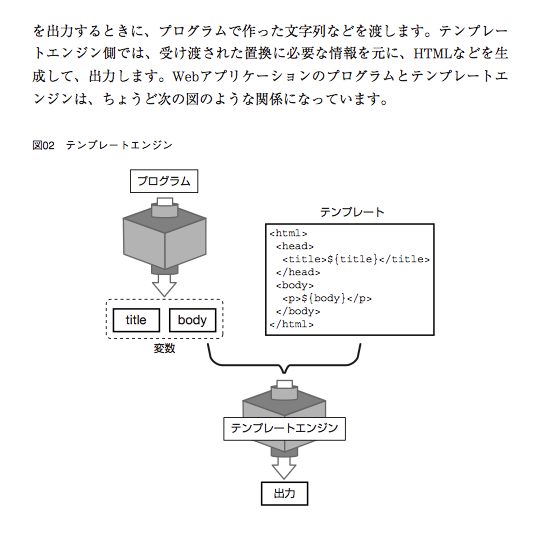 を出力するときに、プログラムで作った文字列などを渡します。テンプレー
トエンジン側では、受け渡された置換に必要な情報を元に、HTMLなどを生
成して、出力します。Webアプリケーションのプログラムとテンプレートエ
ンジンは、ちょうど次の図のような関係になっています。
図02　テンプレートエンジン
プログラム
テンプレート
<html>
<head>
<title>${title}</title>
</head>
<body>
<p>${body}</p>
</body>
</html>
title body
変数
テンプレートエンジン
出力